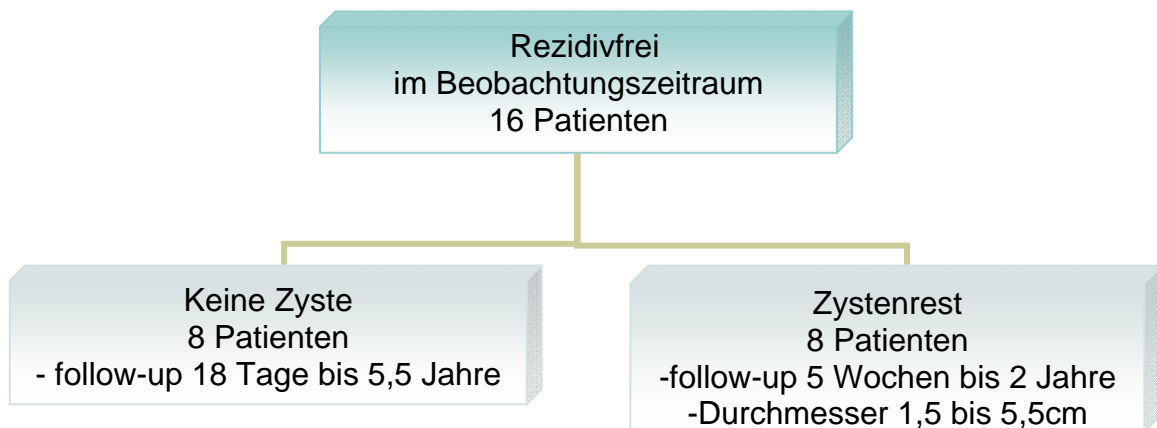 Rezidivfrei
im Beobachtungszeitraum
16 Patienten
Keine Zyste
8 Patienten
- follow-up 18 Tage bis 5,5 Jahre
Zystenrest
8 Patienten
-follow-up 5 Wochen bis 2 Jahre
-Durchmesser 1,5 bis 5,5cm